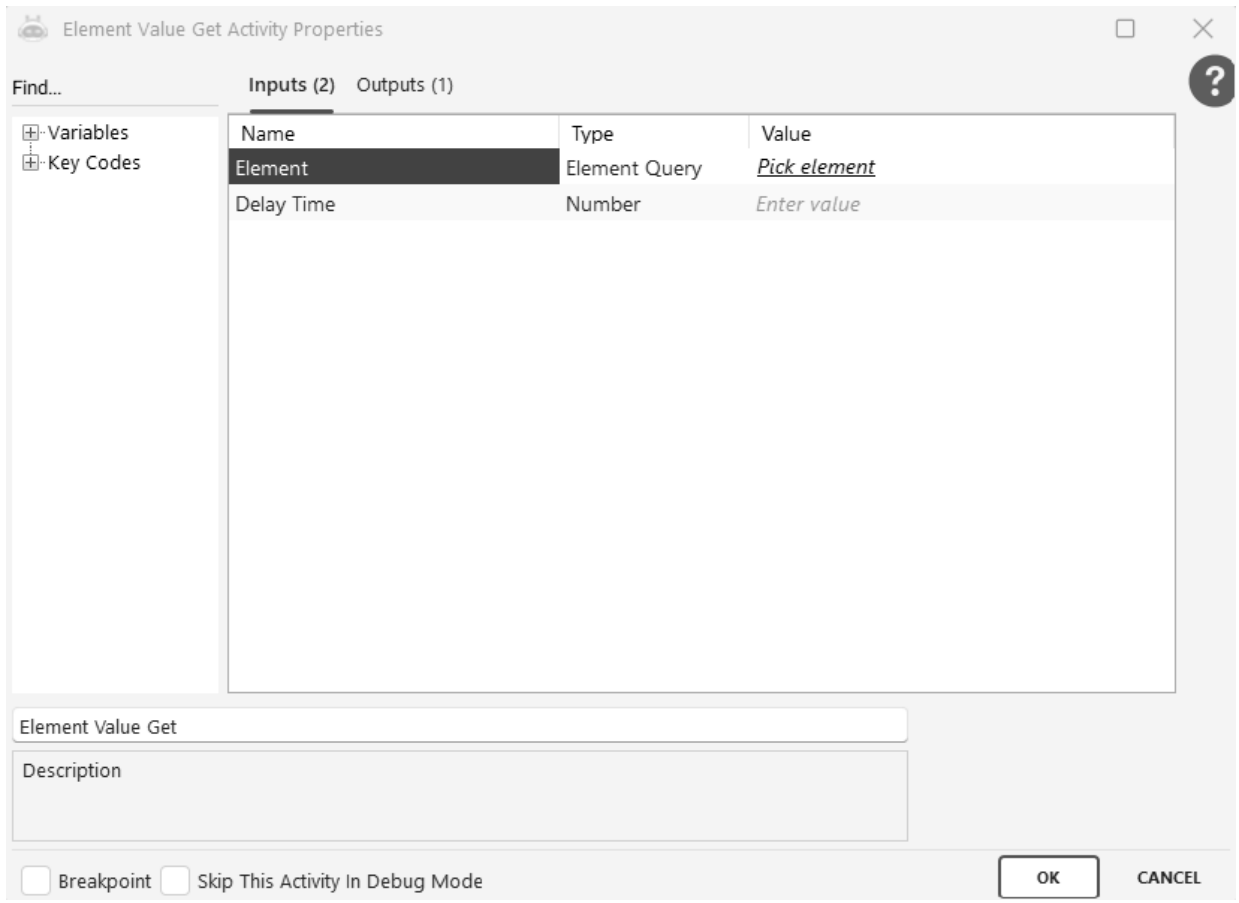 Element Value Get Activity Properties
Find...
Inputs (2) Outputs (1)
?
Variables
Key Codes
Name Type Value
Element Element Query Pick element
Delay Time Number Enter value
Element Value Get
Description
Breakpoint Skip This Activity In Debug Mode OK CANCEL